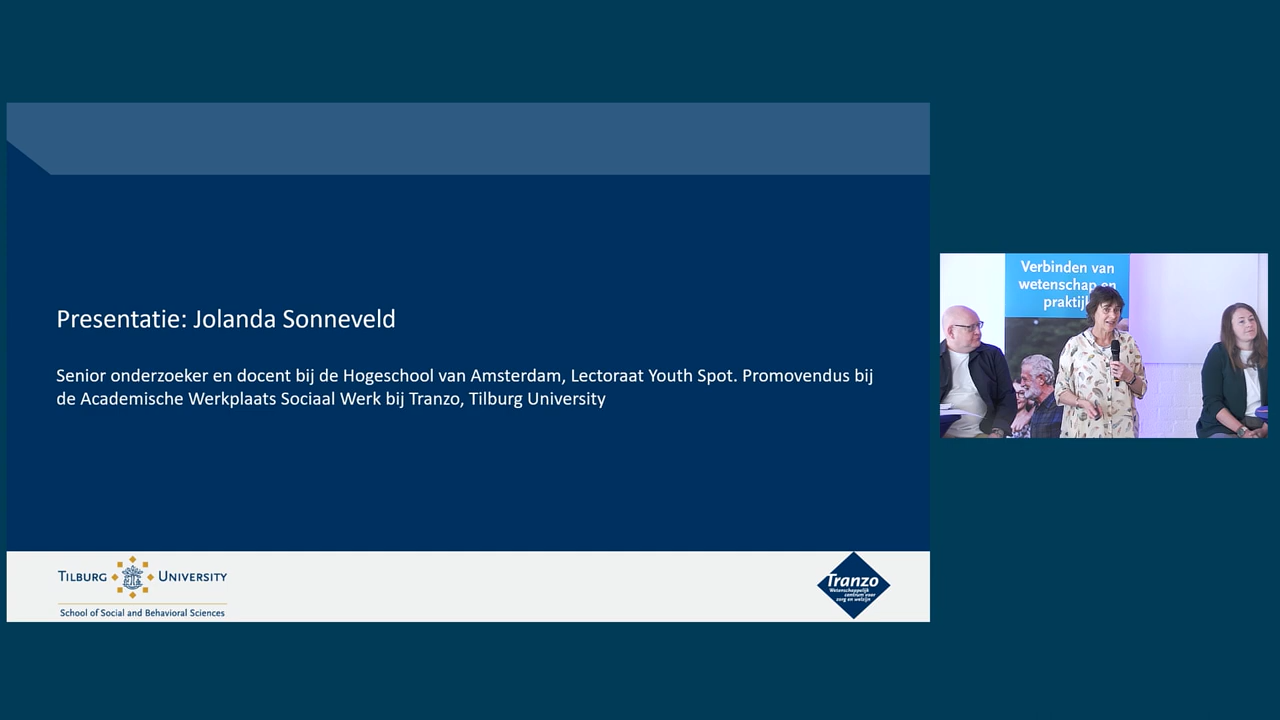 Presentatie: Jolanda Sonneveld
Senior onderzoeker en docent bij de Hogeschool van Amsterdam, Lectoraat Youth Spot. Promovendus bij
de Academische Werkplaats Sociaal Werk bij Tranzo, Tilburg University
TILBURG UNIVERSITY
School of Social and Behavioral Sciences
Tranzo
Wetenschappelijk
centrum voor
zorg en welzijn
Verbinden van
wetenschap en
praktijk